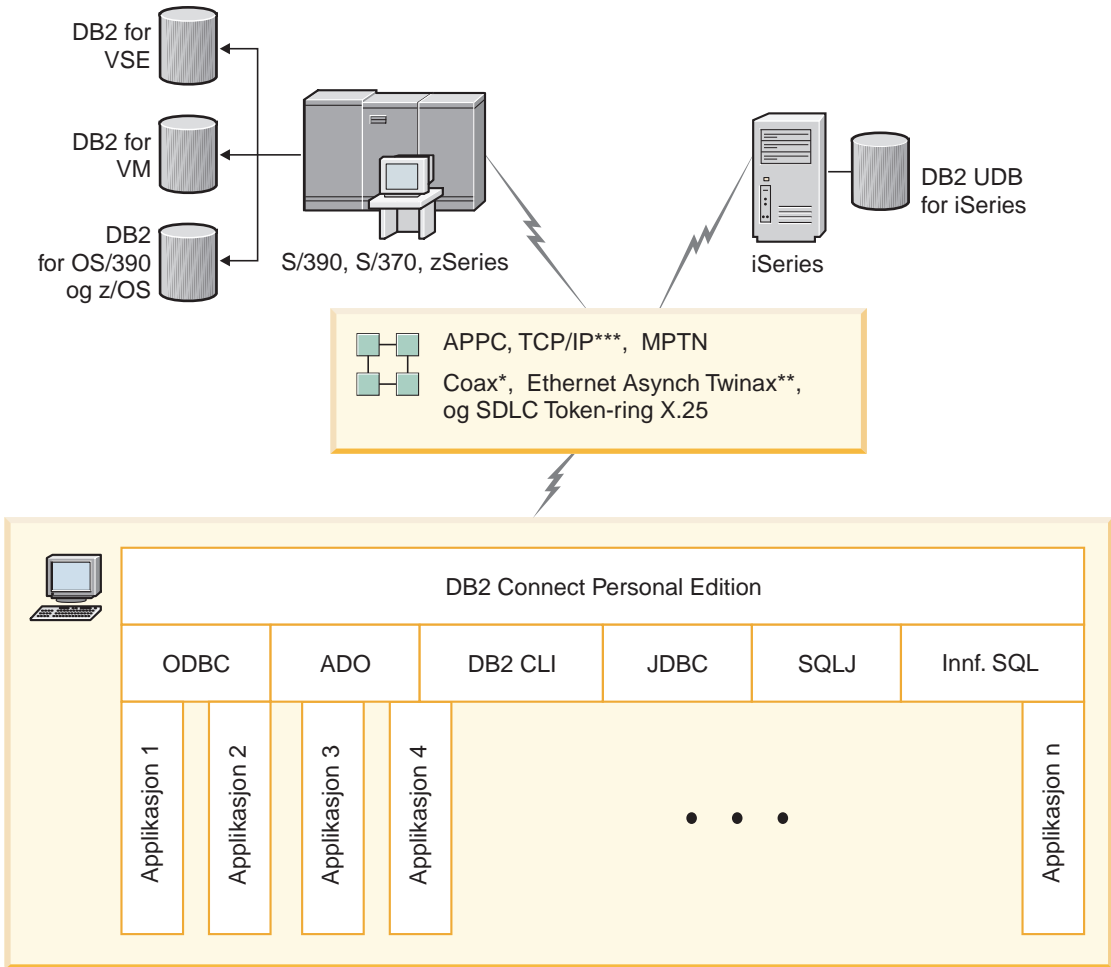 DB2 for
VSE
DB2 for
VM
DB2
for OS/390
og z/OS
S/390, S/370, zSeries
iSeries
DB2 UDB
for iSeries
APPC, TCP/IP***, MPTN
Coax*, Ethernet Asynch Twinax**,
og SDLC Token-ring X.25
DB2 Connect Personal Edition
ODBC
ADO
DB2 CLI
JDBC
SQLJ
Innf. SQL
Applikasjon 1
Applikasjon 2
Applikasjon 3
Applikasjon 4
• • •
Applikasjon n